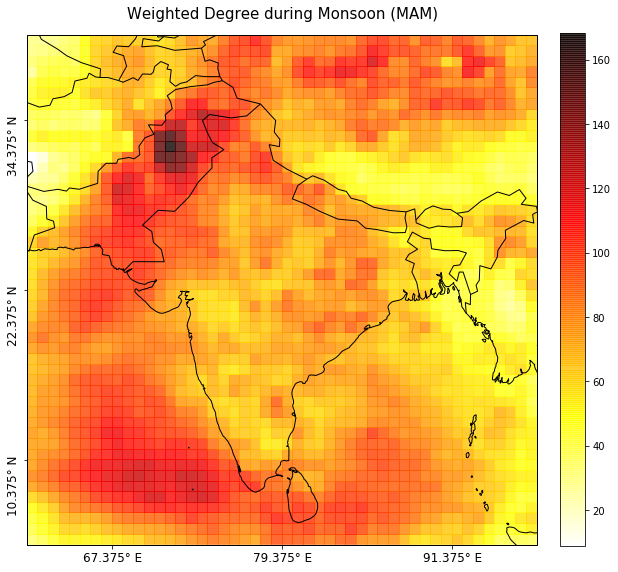 Weighted Degree during Monsoon (MAM)
34.375° N
22.375° N
10.375° N
67.375° E
79.375° E
91.375° E
160
140
120
100
80
60
40
20